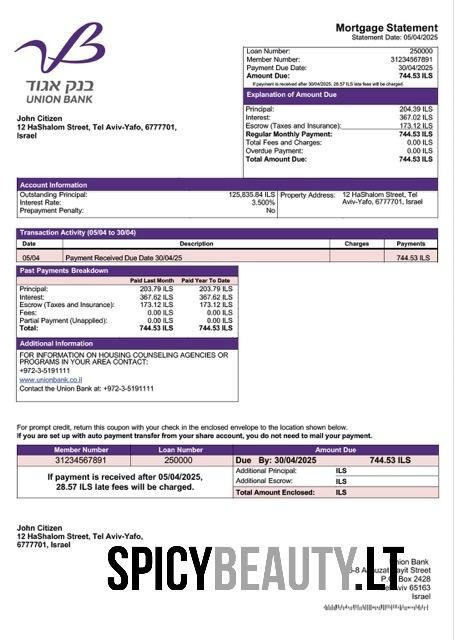 Mortgage Statement
Statement Date: 05/04/2025
בנק אגוד
UNION BANK
Loan Number: 250000
Member Number: 31234567891
Payment Due Date: 30/04/2025
Amount Due: 744.53 ILS
If payment is received after 30/04/2025, 28.57 ILS late fees will be charged.
Explanation of Amount Due
Principal: 204.39 ILS
Interest: 367.02 ILS
Escrow (Taxes and Insurance): 173.12 ILS
Regular Monthly Payment: 744.53 ILS
Total Fees and Charges: 0.00 ILS
Overdue Payment: 0.00 ILS
Total Amount Due: 744.53 ILS
John Citizen
12 HaShalom Street, Tel Aviv-Yafo, 6777701,
Israel
Account Information
Outstanding Principal: 125,835.84 ILS
Interest Rate: 3.500%
Prepayment Penalty: No
Property Address: 12 HaShalom Street, Tel
Aviv-Yafo, 6777701, Israel
Transaction Activity (05/04 to 30/04)
Date Description Charges Payments
05/04 Payment Received Due Date 30/04/25 744.53 ILS
Past Payments Breakdown
Paid Last Month Paid Year To Date
Principal: 203.79 ILS 203.79 ILS
Interest: 367.62 ILS 367.62 ILS
Escrow (Taxes and Insurance): 173.12 ILS 173.12 ILS
Fees: 0.00 ILS 0.00 ILS
Partial Payment (Unapplied): 0.00 ILS 0.00 ILS
Total: 744.53 ILS 744.53 ILS
Additional Information
FOR INFORMATION ON HOUSING COUNSELING AGENCIES OR
PROGRAMS IN YOUR AREA CONTACT:
+972-3-5191111
www.unionbank.co.il
Contact the Union Bank at: +972-3-5191111
For prompt credit, return this coupon with your check in the enclosed envelope to the location shown below.
If you are set up with auto payment transfer from your share account, you do not need to mail your payment.
Member Number Loan Number Amount Due
31234567891 250000 Due By: 30/04/2025 744.53 ILS
If payment is received after 05/04/2025,
28.57 ILS late fees will be charged.
Additional Principal: ILS
Additional Escrow: ILS
Total Amount Enclosed: ILS
John Citizen
12 HaShalom Street, Tel Aviv-Yafo,
6777701, Israel
SPICYBEAUTY.LT
Bank
Street
Box 2428
65163
Israel